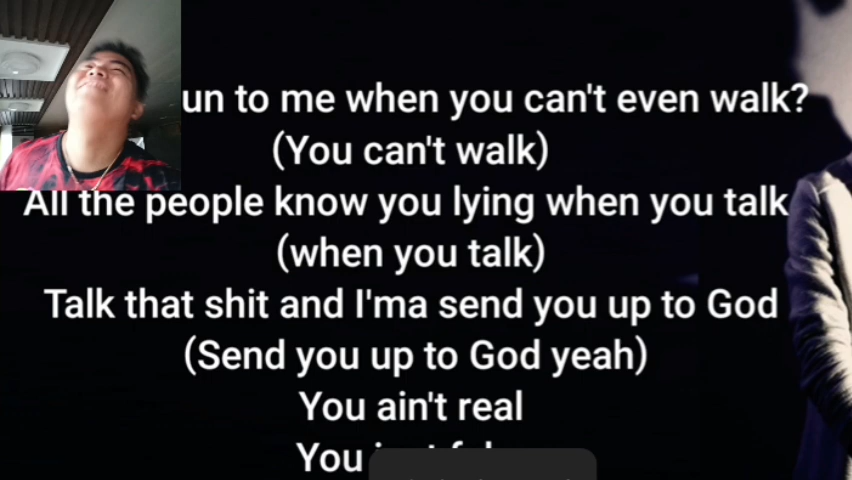 un to me when you can't even walk?
(You can't walk)
All the people know you lying when you talk
(when you talk)
Talk that shit and I'ma send you up to God
(Send you up to God yeah)
You ain't real
You